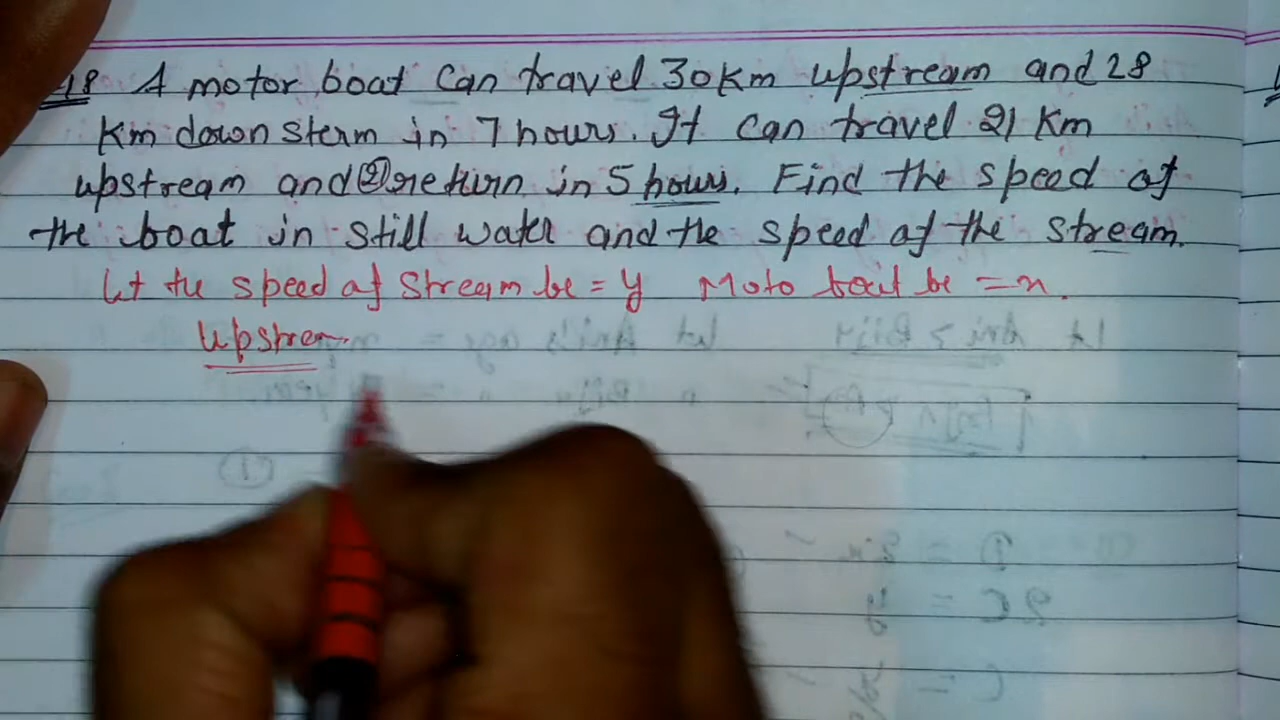 18 A motor boat can travel 30 Km upstream and 28
Km down sterm in 7 hours. It can travel 21 Km
upstream and return in 5 hours. Find the speed of
the boat in still water and the speed of the stream.
Let the speed of stream be = y Moto boat be = x.
Upstrem